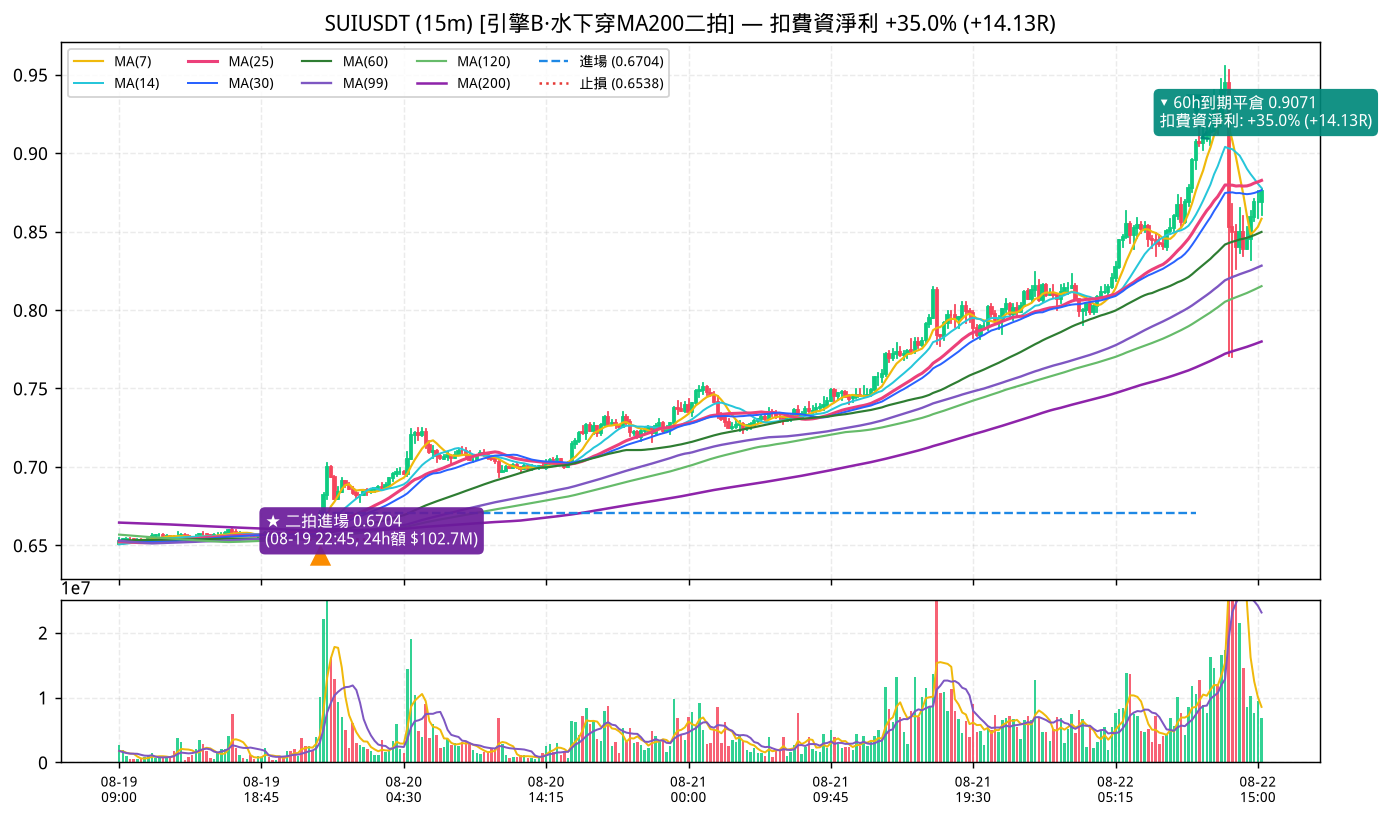 SUIUSDT (15m) [引擎B·水下穿MA200二拍] — 扣費資淨利 +35.0% (+14.13R)
MA(7) MA(25) MA(60) MA(120) 進場 (0.6704)
MA(14) MA(30) MA(99) MA(200) 止損 (0.6538)
0.95
▼ 60h到期平倉 0.9071
扣費資淨利: +35.0% (+14.13R)
0.90
0.85
0.80
0.75
0.70
0.65
★ 二拍進場 0.6704
(08-19 22:45, 24h額 $102.7M)
1e7
2
1
0
08-19 08-19 08-20 08-20 08-21 08-21 08-21 08-22 08-22
09:00 18:45 04:30 14:15 00:00 09:45 19:30 05:15 15:00